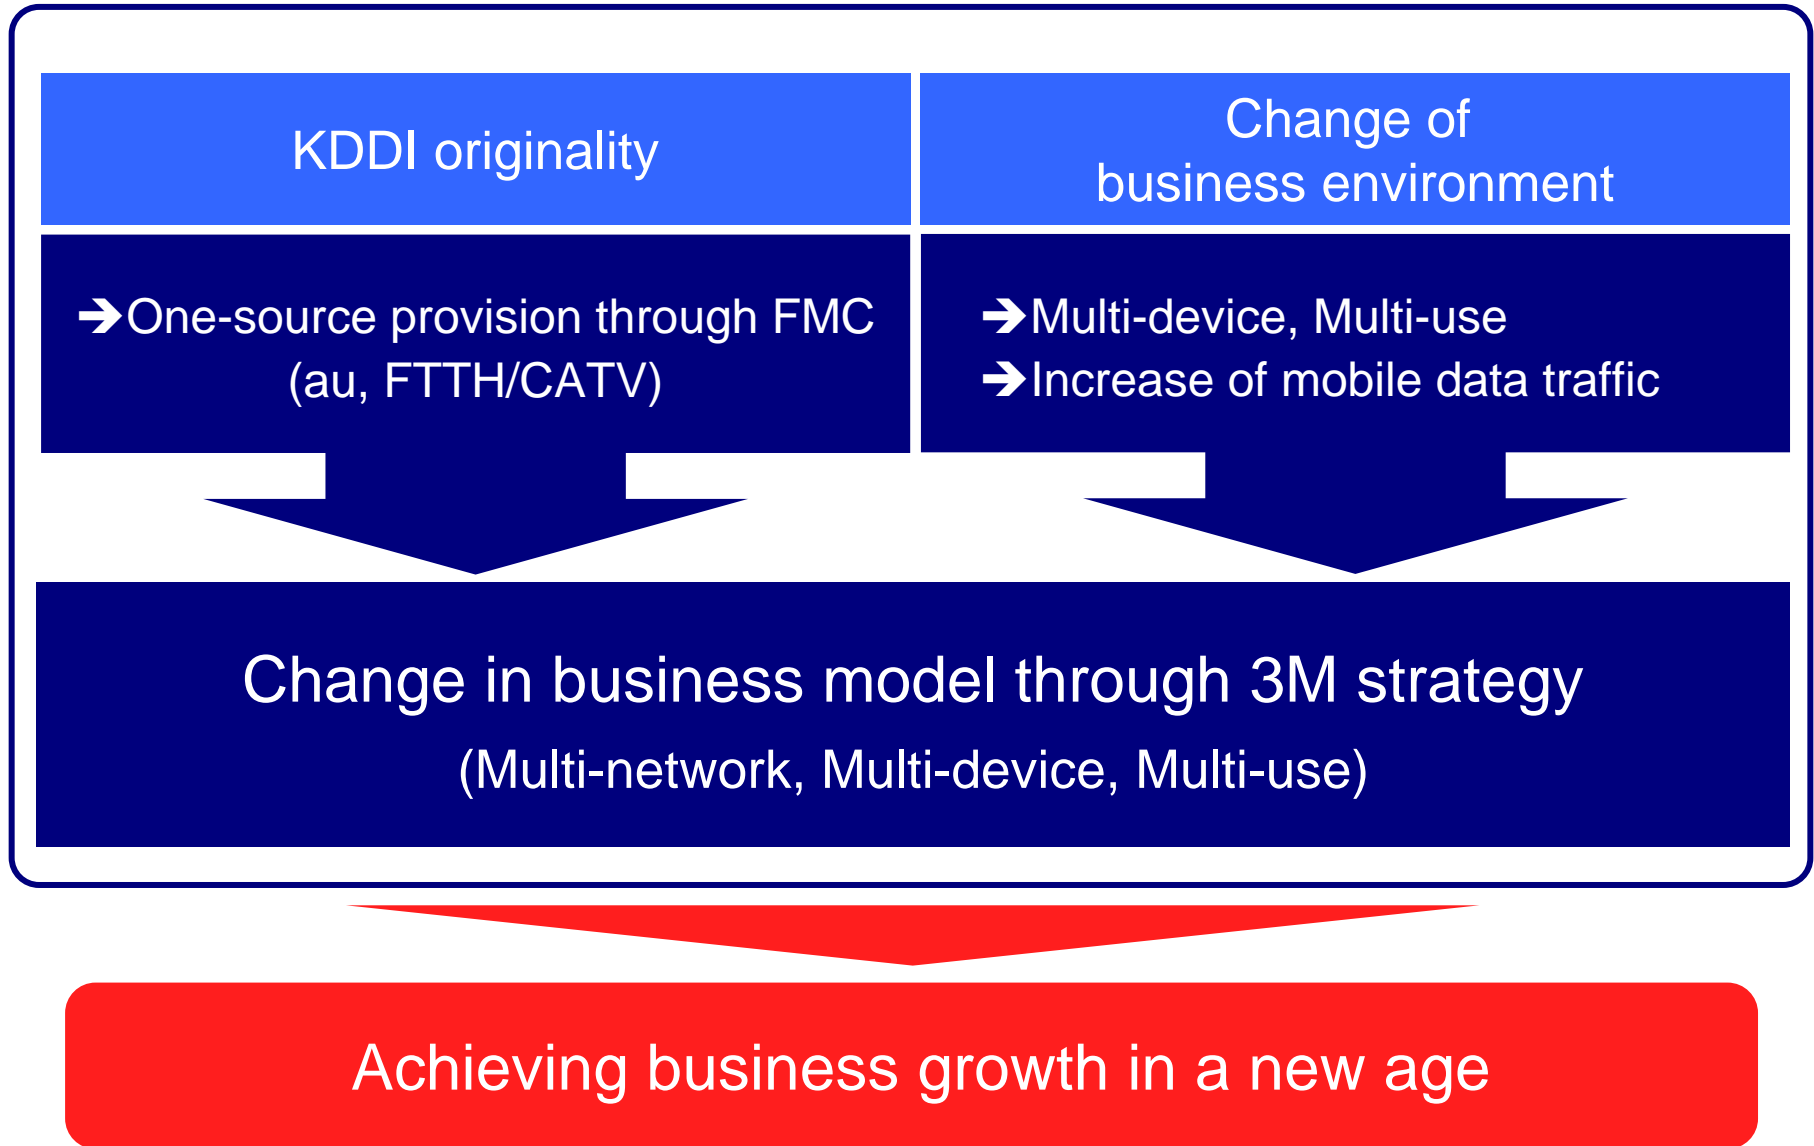 KDDI originality
Change of
business environment
➔One-source provision through FMC
(au, FTTH/CATV)
➔Multi-device, Multi-use
➔Increase of mobile data traffic
Change in business model through 3M strategy
(Multi-network, Multi-device, Multi-use)
Achieving business growth in a new age